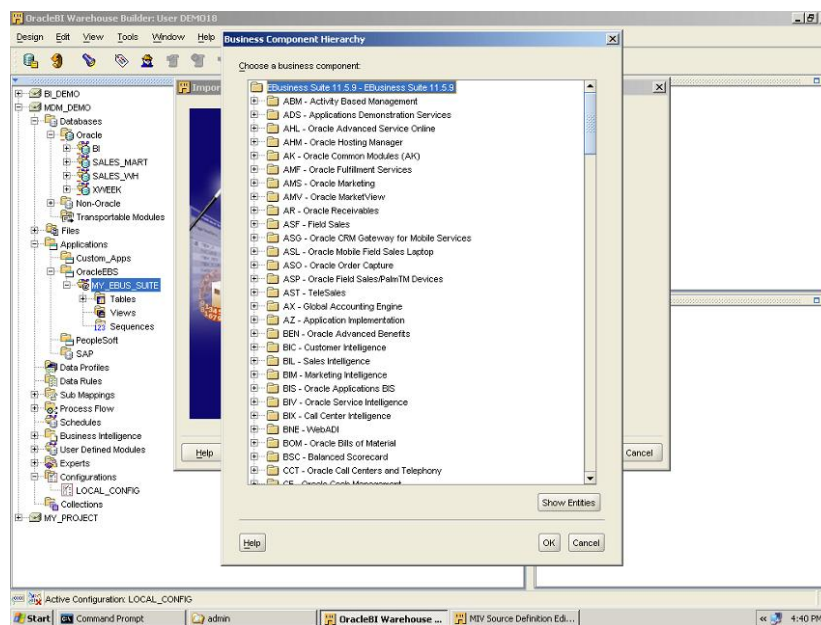 OracleBI Warehouse Builder: User DEMO18
Design Edit View Tools Window Help
Business Component Hierarchy
Choose a business component:
EBusiness Suite 11.5.9 - EBusiness Suite 11.5.9
ABM - Activity Based Management
ADS - Applications Demonstration Services
AHL - Oracle Advanced Service Online
AHM - Oracle Hosting Manager
AK - Oracle Common Modules (AK)
AMF - Oracle Fulfillment Services
AMS - Oracle Marketing
AMV - Oracle MarketView
AR - Oracle Receivables
ASF - Field Sales
ASG - Oracle CRM Gateway for Mobile Services
ASL - Oracle Mobile Field Sales Laptop
ASO - Oracle Order Capture
ASP - Oracle Field Sales/PalmTM Devices
AST - TeleSales
AX - Global Accounting Engine
AZ - Application Implementation
BEN - Oracle Advanced Benefits
BIC - Customer Intelligence
BIL - Sales Intelligence
BIM - Marketing Intelligence
BIS - Oracle Applications BIS
BIV - Oracle Service Intelligence
BIX - Call Center Intelligence
BNE - WebADI
BOM - Oracle Bills of Material
BSC - Balanced Scorecard
CCT - Oracle Call Centers and Telephony
CE - Oracle Cash Management
Show Entities
Help
OK
Cancel
Impor
Help
Cancel
BI_DEMO
MDM_DEMO
Databases
Oracle
BI
SALES_MART
SALES_WH
XWEEK
Non-Oracle
Transportable Modules
Files
Applications
Custom_Apps
OracleEBS
MY_EBUS_SUITE
Tables
Views
123 Sequences
PeopleSoft
SAP
Data Profiles
Data Rules
Sub Mappings
Process Flow
Schedules
Business Intelligence
User Defined Modules
Experts
Configurations
LOCAL_CONFIG
Collections
MY_PROJECT
Active Configuration: LOCAL_CONFIG
Start
Command Prompt
admin
OracleBI Warehouse ...
MIV Source Definition Edi...
4:40 PM